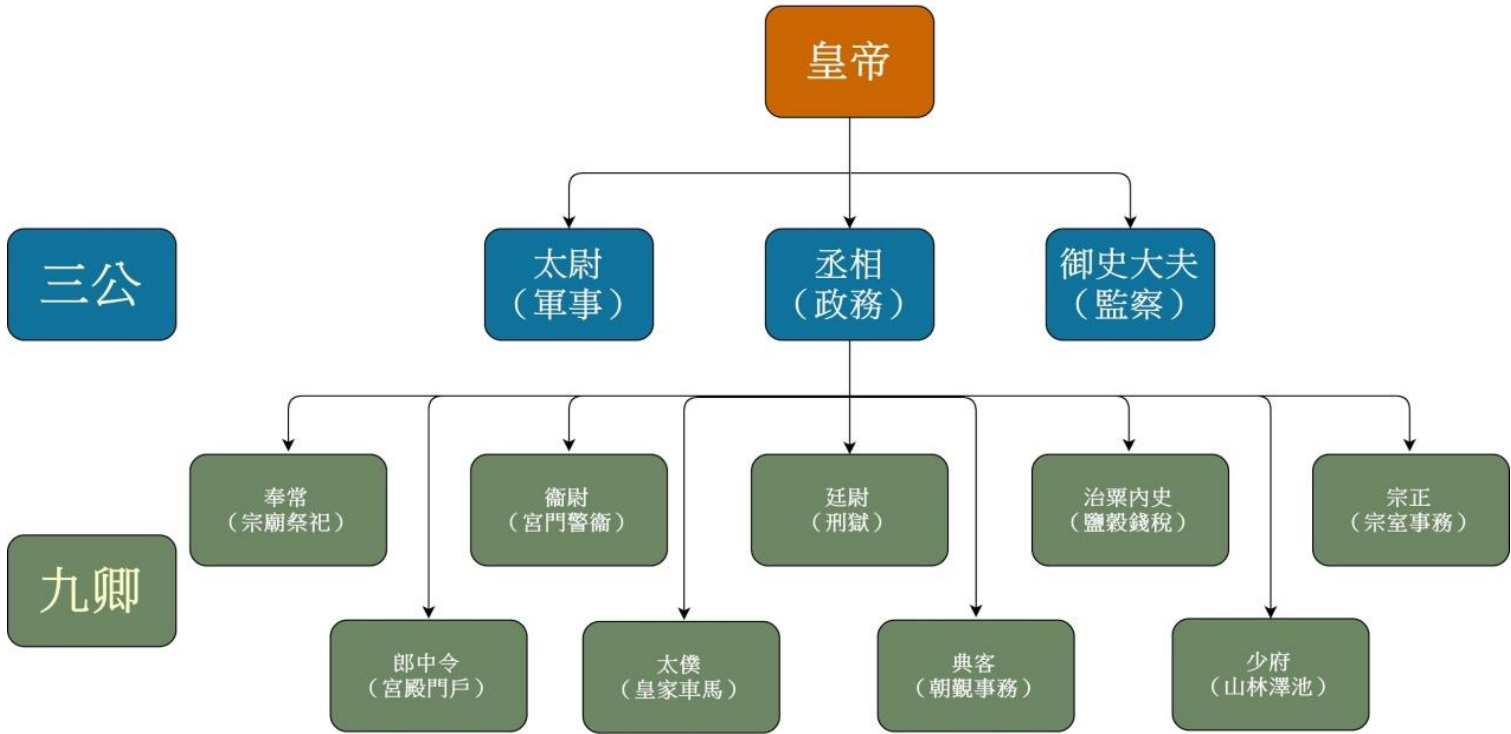 皇帝
三公
太尉
（軍事）
丞相
（政務）
御史大夫
（監察）
九卿
奉常
（宗廟祭祀）
衞尉
（宮門警衞）
廷尉
（刑獄）
治粟內史
（鹽穀錢稅）
宗正
（宗室事務）
郎中令
（宮殿門戶）
太僕
（皇家車馬）
典客
（朝覲事務）
少府
（山林澤池）